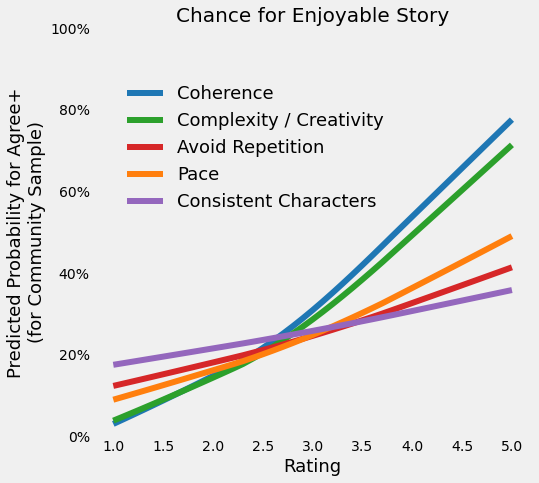 Chance for Enjoyable Story
Predicted Probability for Agree+
(for Community Sample)
100%
80%
60%
40%
20%
0%
Coherence
Complexity / Creativity
Avoid Repetition
Pace
Consistent Characters
1.0 1.5 2.0 2.5 3.0 3.5 4.0 4.5 5.0
Rating